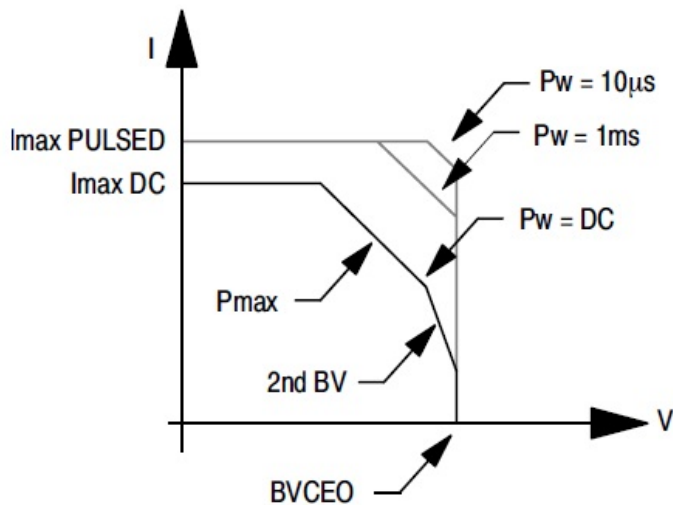 I
Pw = 10μs
Imax PULSED
Pw = 1ms
Imax DC
Pw = DC
Pmax
2nd BV
V
BVCEO